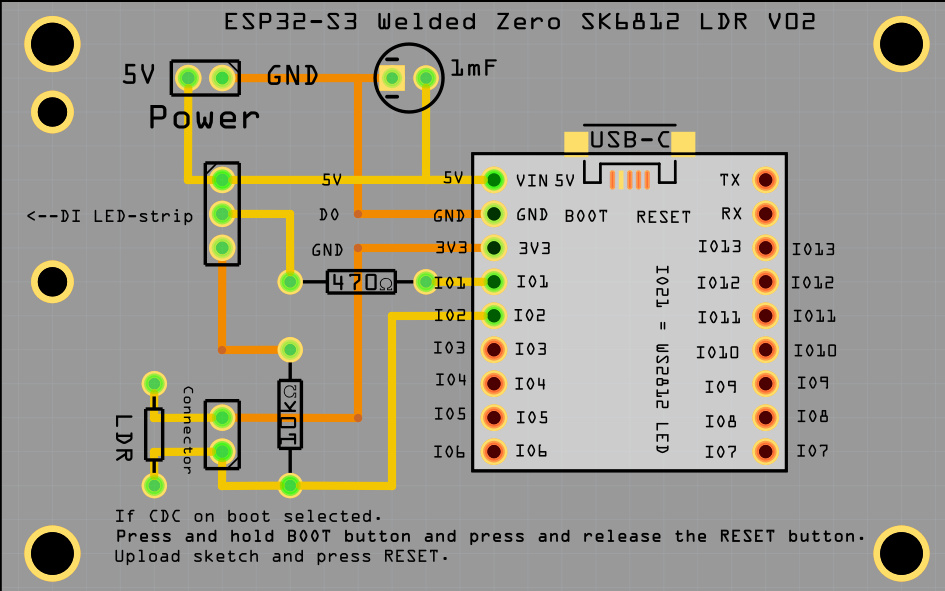 ESP32-S3 Welded Zero SK6812 LDR V02
5V GND 1mF
Power
USB-C
5V 5V VIN 5V TX
<--DI LED-strip DO GND GND BOOT RESET RX
GND 3V3 3V3 IO13 IO13
470Ω IO1 IO1 IO12 IO12
IO2 IO2 IO11 IO11
IO3 IO3 IO10 IO10
IO4 IO4 IO9 IO9
IO5 IO5 IO8 IO8
IO6 IO6 IO7 IO7
IO21 = WS2812 LED
10KΩ
LDR
Connector
If CDC on boot selected.
Press and hold BOOT button and press and release the RESET button.
Upload sketch and press RESET.